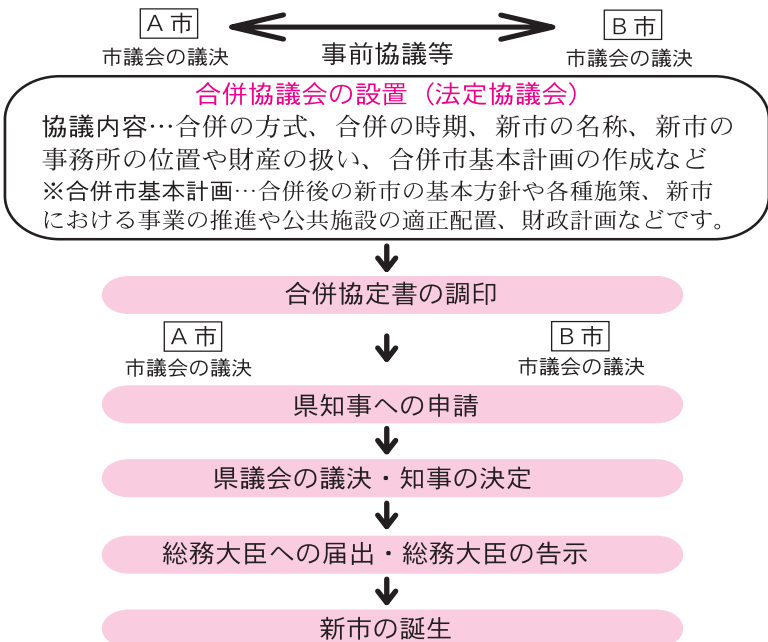 A市 B市
事前協議等
市議会の議決 市議会の議決
合併協議会の設置（法定協議会）
協議内容…合併の方式、合併の時期、新市の名称、新市の
事務所の位置や財産の扱い、合併市基本計画の作成など
※合併市基本計画…合併後の新市の基本方針や各種施策、新市
における事業の推進や公共施設の適正配置、財政計画などです。
合併協定書の調印
A市 B市
市議会の議決 市議会の議決
県知事への申請
県議会の議決・知事の決定
総務大臣への届出・総務大臣の告示
新市の誕生